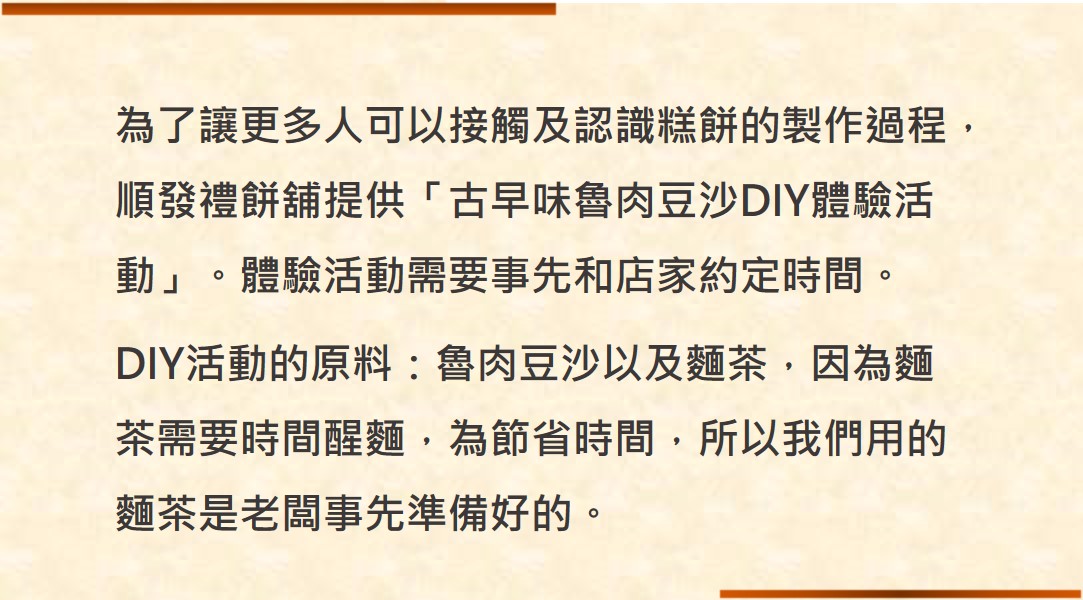 為了讓更多人可以接觸及認識糕餅的製作過程，
順發禮餅舖提供「古早味魯肉豆沙DIY體驗活
動」。體驗活動需要事先和店家約定時間。
DIY活動的原料：魯肉豆沙以及麵茶，因為麵
茶需要時間醒麵，為節省時間，所以我們用的
麵茶是老闆事先準備好的。